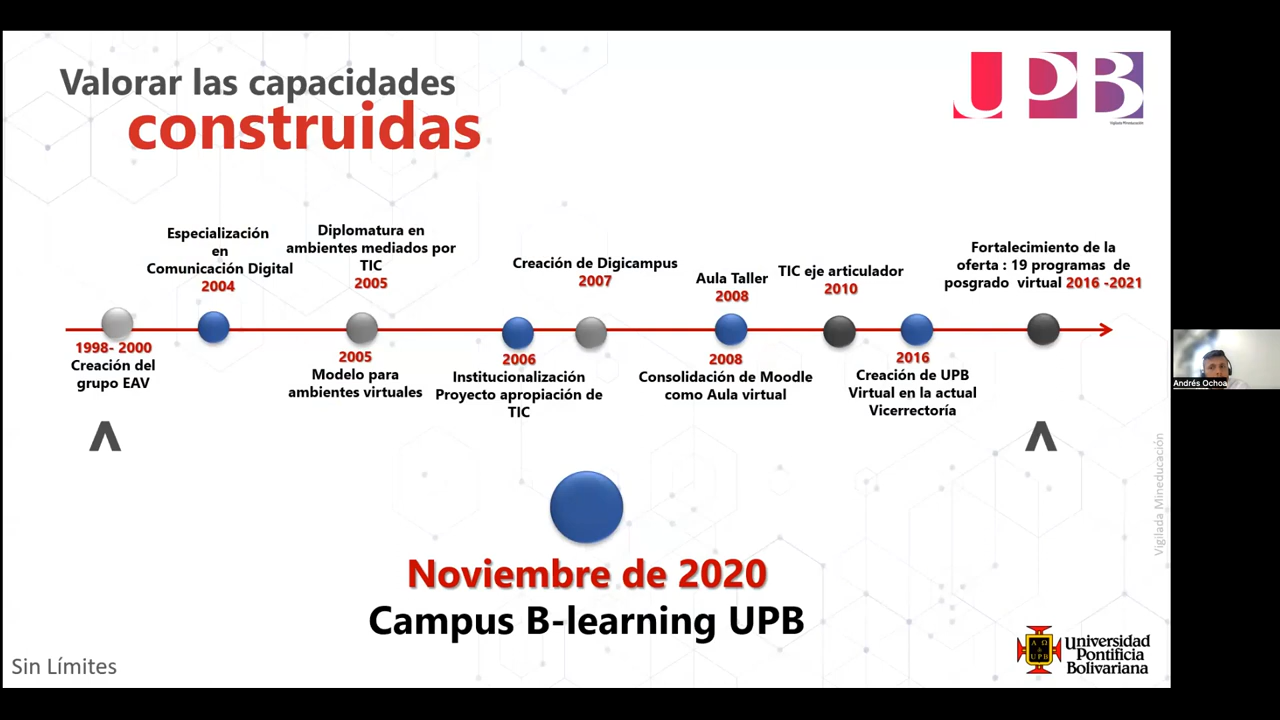 Valorar las capacidades
construidas
UPB
Vigilada Mineducación
Especialización
en
Comunicación Digital
2004
Diplomatura en
ambientes mediados por
TIC
2005
Creación de Digicampus
2007
Aula Taller
2008
TIC eje articulador
2010
Fortalecimiento de la
oferta : 19 programas de
posgrado virtual 2016 -2021
1998- 2000
Creación del
grupo EAV
2005
Modelo para
ambientes virtuales
2006
Institucionalización
Proyecto apropiación de
TIC
2008
Consolidación de Moodle
como Aula virtual
2016
Creación de UPB
Virtual en la actual
Vicerrectoría
Andrés Ochoa
Λ
Λ
Noviembre de 2020
Campus B-learning UPB
Vigilada Mineducación
Sin Límites
A Ω
UPB
Universidad
Pontificia
Bolivariana